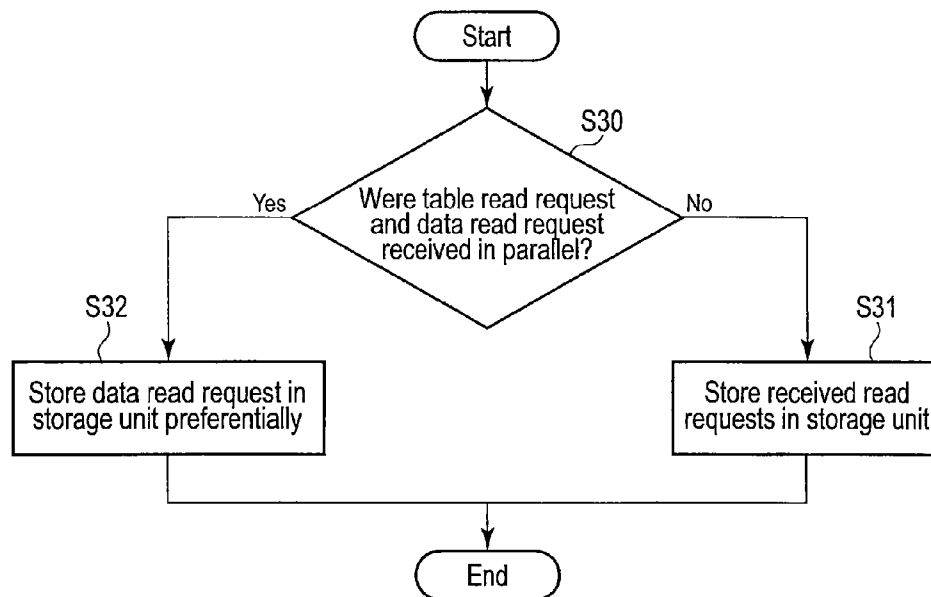 Start
S30
Were table read request
and data read request
received in parallel?
Yes
No
S32
S31
Store data read request in
storage unit preferentially
Store received read
requests in storage unit
End